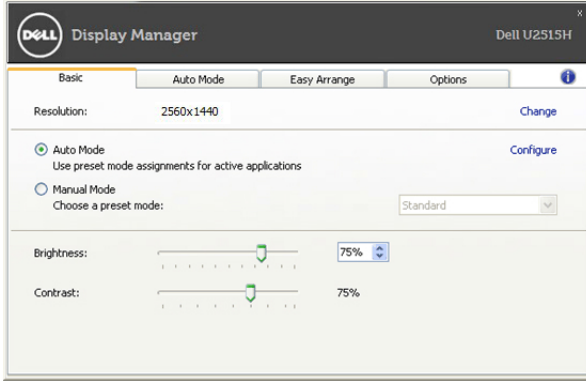 DELL Display Manager Dell U2515H
x
Basic Auto Mode Easy Arrange Options i
Resolution: 2560x1440 Change
Auto Mode Configure
Use preset mode assignments for active applications
Manual Mode
Choose a preset mode: Standard
Brightness: 75%
Contrast: 75%